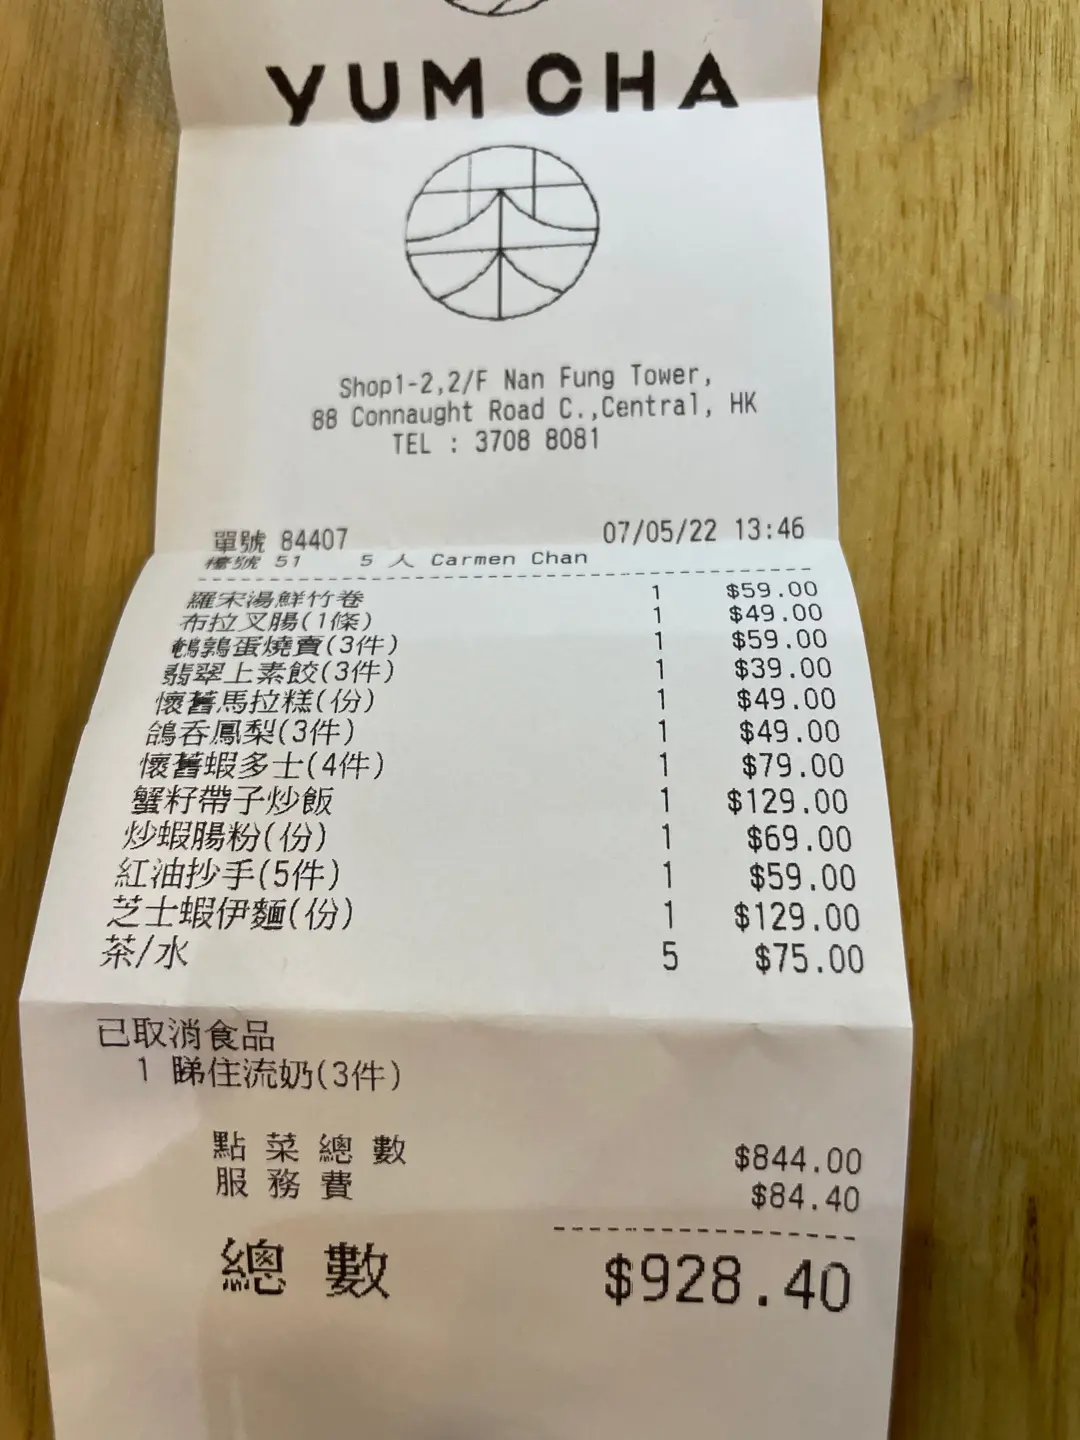 YUM CHA
Shop1-2,2/F Nan Fung Tower,
88 Connaught Road C.,Central, HK
TEL : 3708 8081
單號 84407 07/05/22 13:46
檯號 51 5 人 Carmen Chan
羅宋湯鮮竹卷 1 $59.00
布拉叉腸(1條) 1 $49.00
鵪鶉蛋燒賣(3件) 1 $59.00
翡翠上素餃(3件) 1 $39.00
懷舊馬拉糕(份) 1 $49.00
鴿吞鳳梨(3件) 1 $49.00
懷舊蝦多士(4件) 1 $79.00
蟹籽帶子炒飯 1 $129.00
炒蝦腸粉(份) 1 $69.00
紅油抄手(5件) 1 $59.00
芝士蝦伊麵(份) 1 $129.00
茶/水 5 $75.00
已取消食品
1 睇住流奶(3件)
點菜總數 $844.00
服務費 $84.40
總數 $928.40